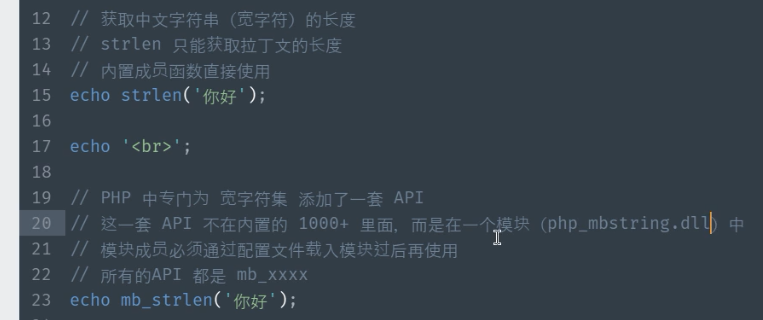 12 // 获取中文字符串（宽字符）的长度
13 // strlen 只能获取拉丁文的长度
14 // 内置成员函数直接使用
15 echo strlen('你好');
16
17 echo '<br>';
18
19 // PHP 中专门为 宽字符集 添加了一套 API
20 // 这一套 API 不在内置的 1000+ 里面，而是在一个模块（php_mbstring.dll）中
21 // 模块成员必须通过配置文件载入模块过后再使用
22 // 所有的API 都是 mb_xxxx
23 echo mb_strlen('你好');